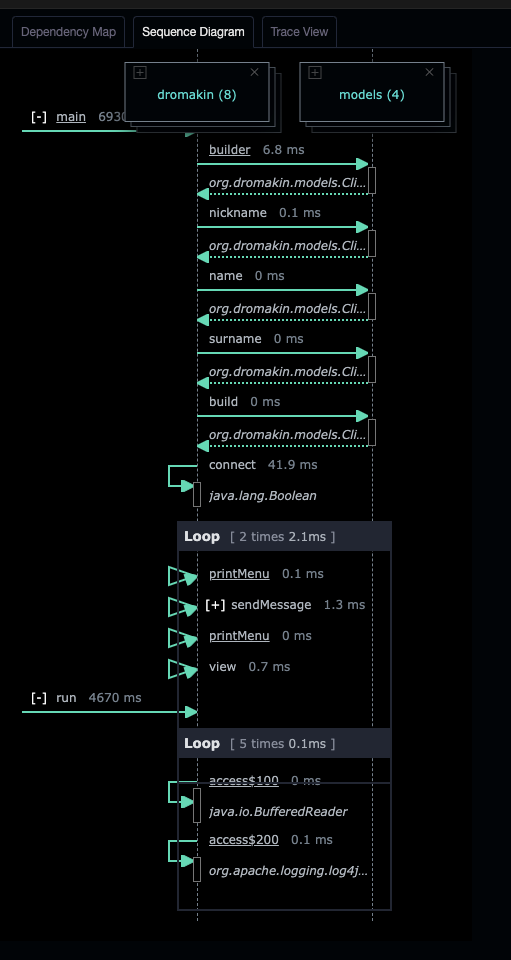 Dependency Map Sequence Diagram Trace View
dromakin (8) models (4)
[-] main 6930
builder 6.8 ms
org.dromakin.models.Cli...
nickname 0.1 ms
org.dromakin.models.Cli...
name 0 ms
org.dromakin.models.Cli...
surname 0 ms
org.dromakin.models.Cli...
build 0 ms
org.dromakin.models.Cli...
connect 41.9 ms
java.lang.Boolean
Loop [ 2 times 2.1ms ]
printMenu 0.1 ms
[+] sendMessage 1.3 ms
printMenu 0 ms
view 0.7 ms
[-] run 4670 ms
Loop [ 5 times 0.1ms ]
access$100 0 ms
java.io.BufferedReader
access$200 0.1 ms
org.apache.logging.log4j...